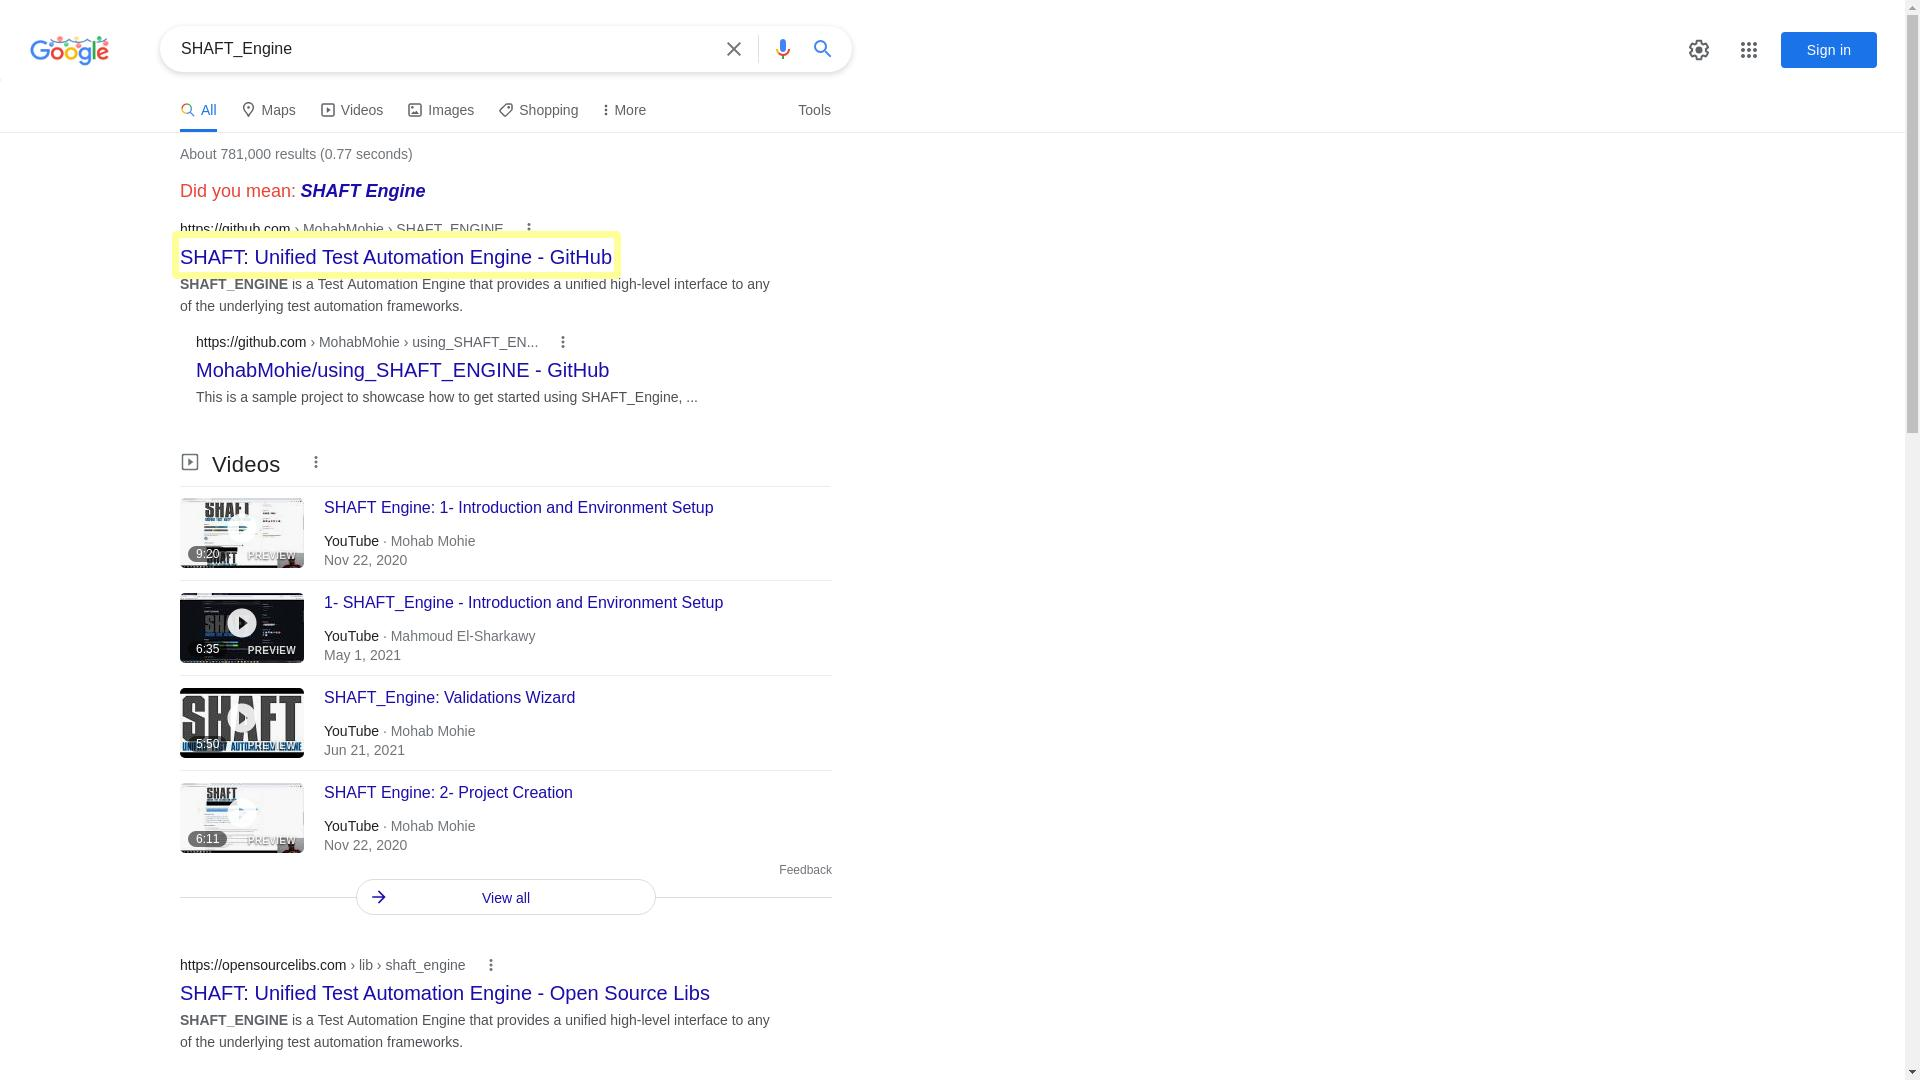 Google
SHAFT_Engine
Sign in
All
Maps
Videos
Images
Shopping
More
Tools
About 781,000 results (0.77 seconds)
Did you mean: SHAFT Engine
https://github.com › MohabMohie › SHAFT_ENGINE
SHAFT: Unified Test Automation Engine - GitHub
SHAFT_ENGINE is a Test Automation Engine that provides a unified high-level interface to any
of the underlying test automation frameworks.
https://github.com › MohabMohie › using_SHAFT_EN...
MohabMohie/using_SHAFT_ENGINE - GitHub
This is a sample project to showcase how to get started using SHAFT_Engine, ...
Videos
SHAFT
9:20
PREVIEW
SHAFT Engine: 1- Introduction and Environment Setup
YouTube · Mohab Mohie
Nov 22, 2020
6:35
PREVIEW
1- SHAFT_Engine - Introduction and Environment Setup
YouTube · Mahmoud El-Sharkawy
May 1, 2021
SHAFT
5:50
PREVIEW
SHAFT_Engine: Validations Wizard
YouTube · Mohab Mohie
Jun 21, 2021
SHAFT
6:11
PREVIEW
SHAFT Engine: 2- Project Creation
YouTube · Mohab Mohie
Nov 22, 2020
Feedback
View all
https://opensourcelibs.com › lib › shaft_engine
SHAFT: Unified Test Automation Engine - Open Source Libs
SHAFT_ENGINE is a Test Automation Engine that provides a unified high-level interface to any
of the underlying test automation frameworks.